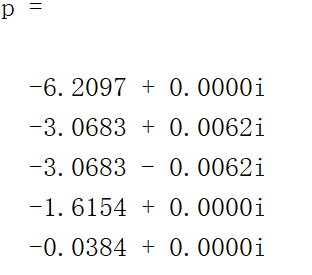 p =
-6.2097 + 0.0000i
-3.0683 + 0.0062i
-3.0683 - 0.0062i
-1.6154 + 0.0000i
-0.0384 + 0.0000i